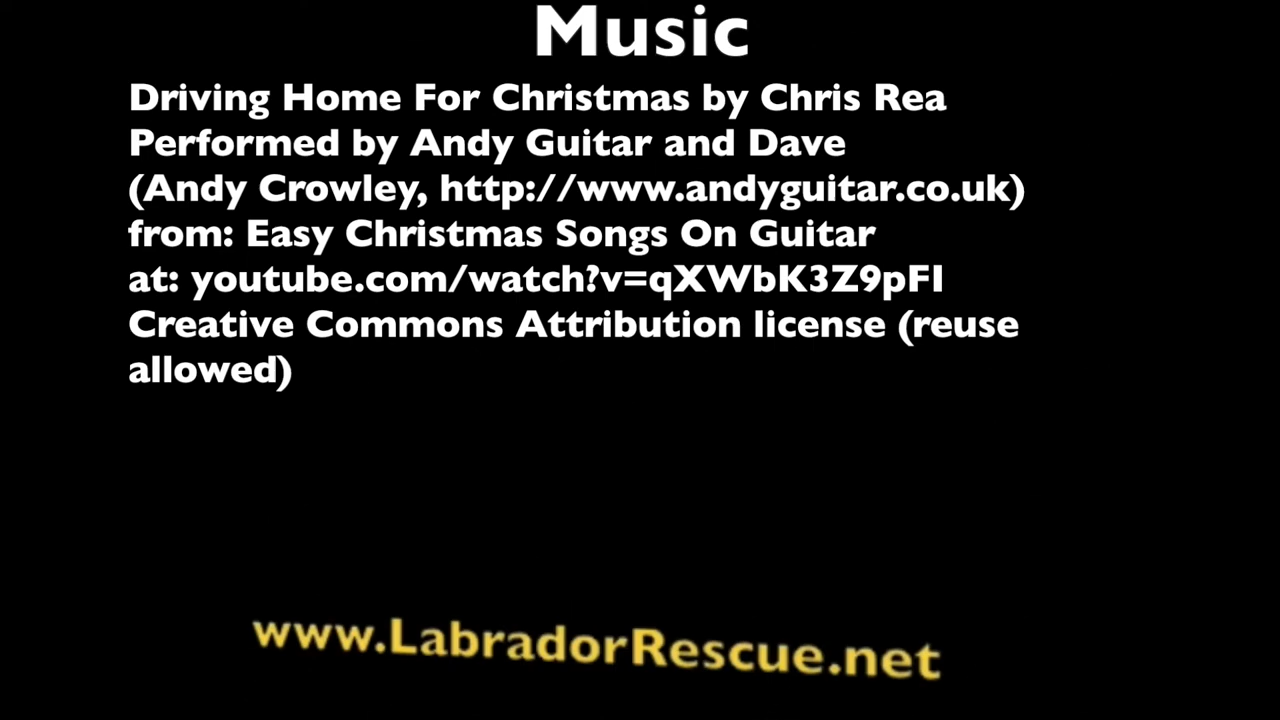 Music
Driving Home For Christmas by Chris Rea
Performed by Andy Guitar and Dave
(Andy Crowley, http://www.andyguitar.co.uk)
from: Easy Christmas Songs On Guitar
at: youtube.com/watch?v=qXWbK3Z9pFI
Creative Commons Attribution license (reuse
allowed)
www.LabradorRescue.net